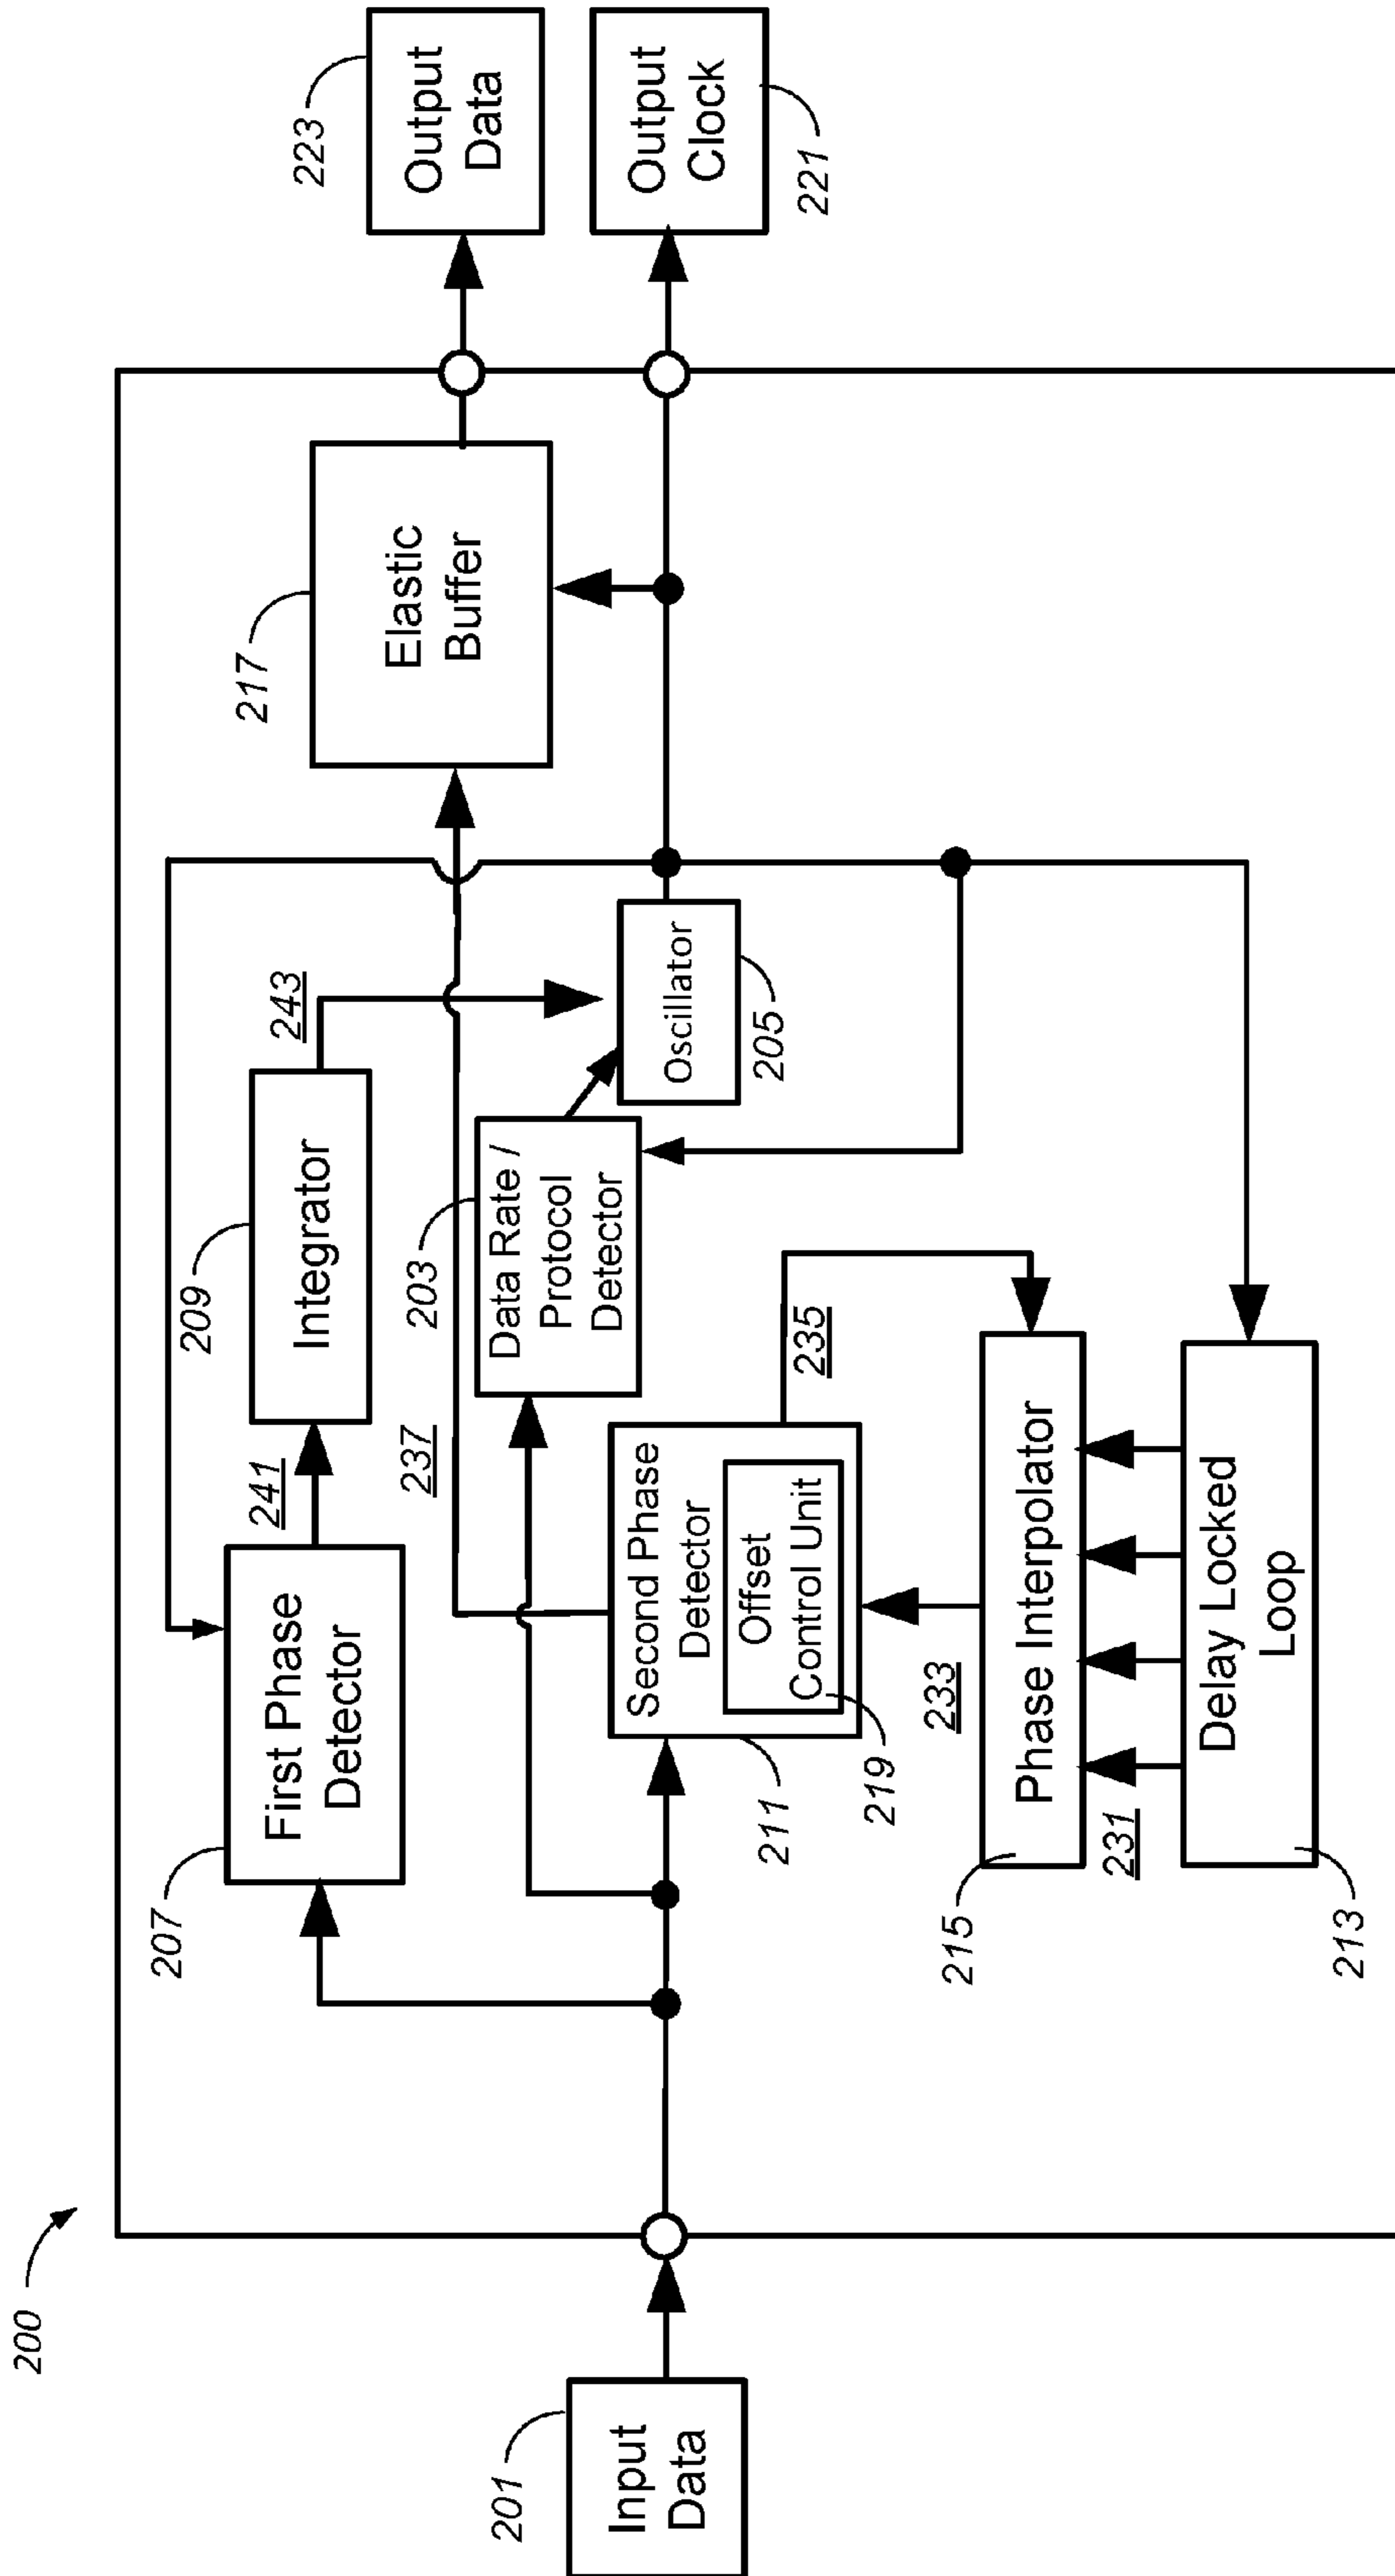 200
201
Input
Data
207
First Phase
Detector
241
209
Integrator
243
237
203
Data Rate /
Protocol
Detector
Oscillator
205
217
Elastic
Buffer
223
Output
Data
Output
Clock
221
Second Phase
Detector
Offset
Control Unit
211
219
235
233
215
Phase Interpolator
231
Delay Locked
Loop
213